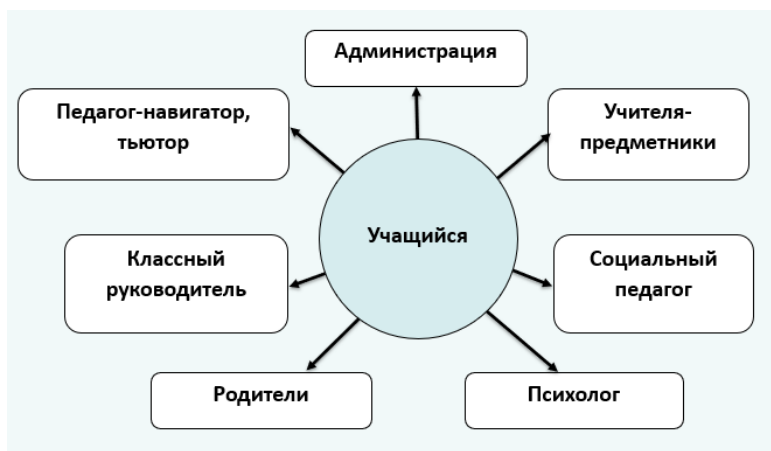 Администрация
Педагог-навигатор,
тьютор
Учителя-
предметники
Учащийся
Классный
руководитель
Социальный
педагог
Родители
Психолог